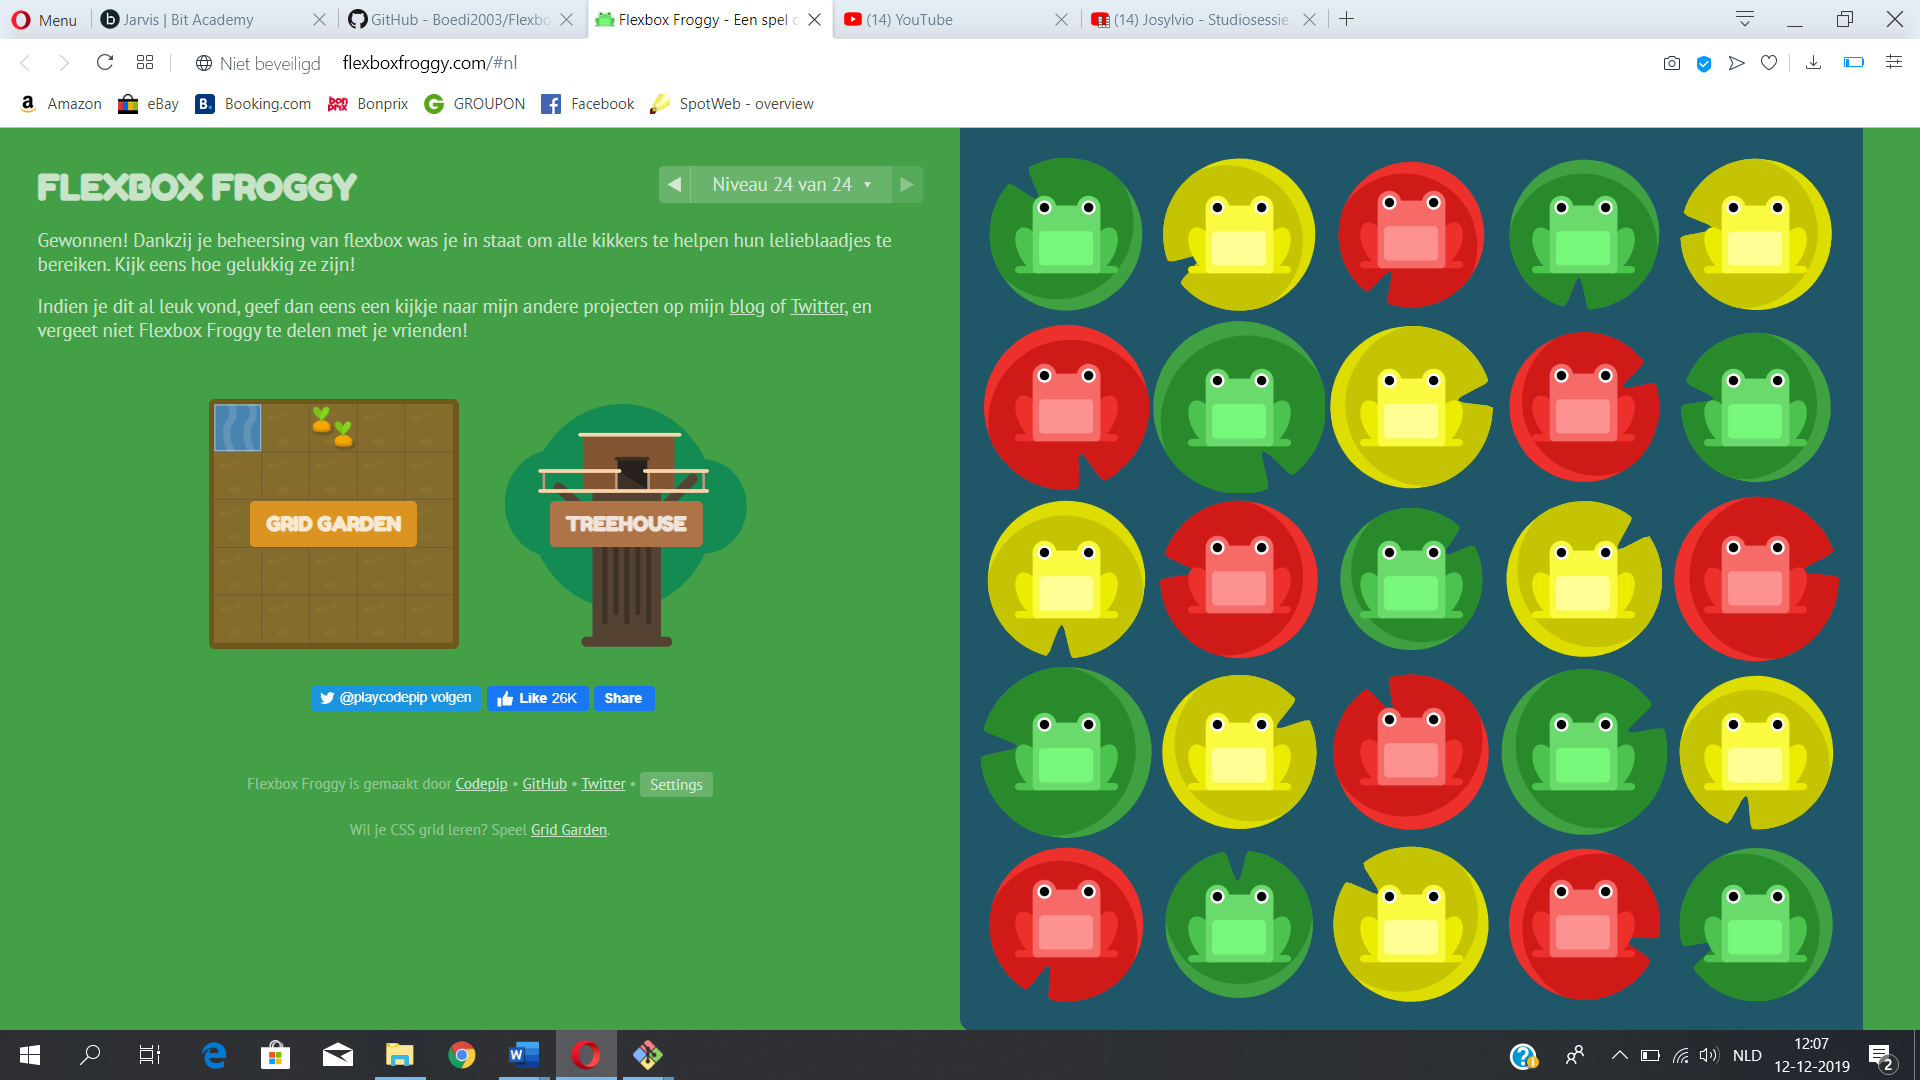 Menu
Jarvis | Bit Academy
GitHub - Boedi2003/Flexbo
Flexbox Froggy - Een spel
(14) YouTube
(14) Josylvio - Studiosessie
Niet beveiligd
flexboxfroggy.com/#nl
Amazon
eBay
Booking.com
Bonprix
GROUPON
Facebook
SpotWeb - overview
FLEXBOX FROGGY
Niveau 24 van 24
Gewonnen! Dankzij je beheersing van flexbox was je in staat om alle kikkers te helpen hun lelieblaadjes te
bereiken. Kijk eens hoe gelukkig ze zijn!
Indien je dit al leuk vond, geef dan eens een kijkje naar mijn andere projecten op mijn blog of Twitter, en
vergeet niet Flexbox Froggy te delen met je vrienden!
GRID GARDEN
TREEHOUSE
@playcodepip volgen
Like 26K
Share
Flexbox Froggy is gemaakt door Codepip • GitHub • Twitter • Settings
Wil je CSS grid leren? Speel Grid Garden.
NLD
12:07
12-12-2019
2